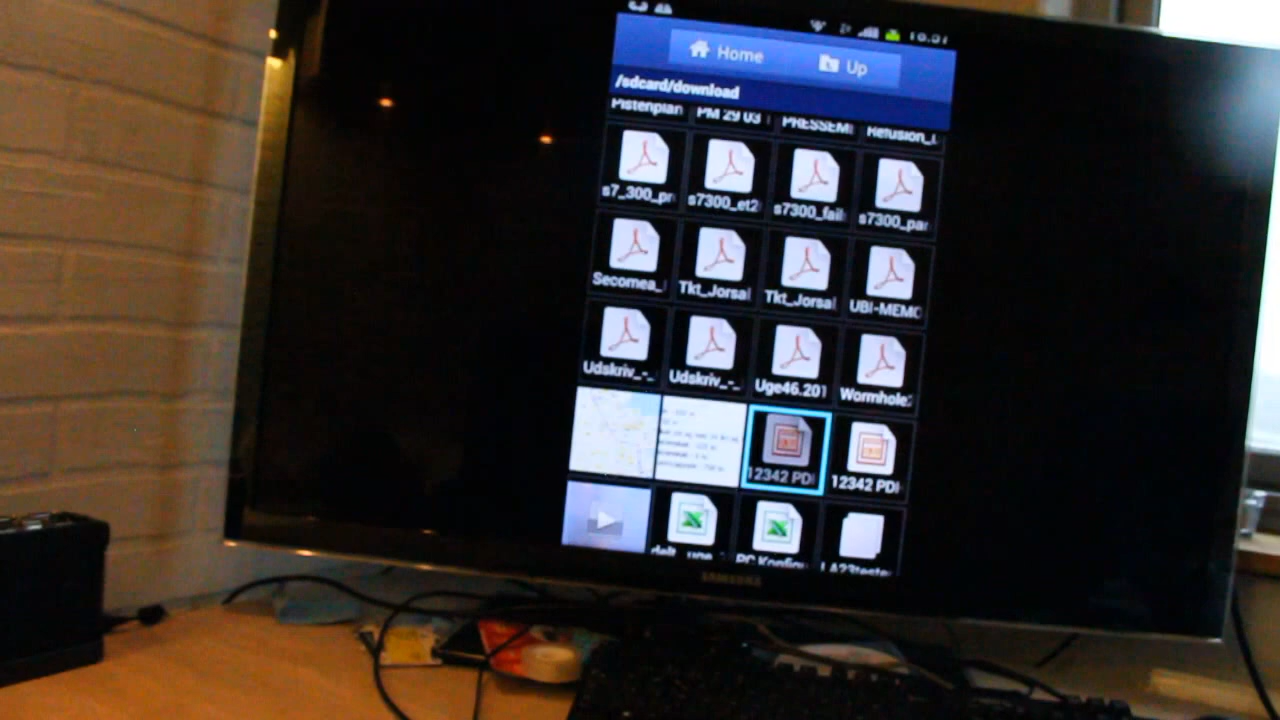 Home Up
/sdcard/download
Pistenplan PM 29 03 PRESSEM Refusion_
s7_300_pr s7300_et2 s7300_fail s7300_par
Secomea_ Tkt_Jorsal Tkt_Jorsal UBI-MEMO
Udskriv_-_ Udskriv_-_ Uge46.201 Wormhole
12342 PDF 12342 PDF
PC Konfigu LA23teste
SAMSUNG